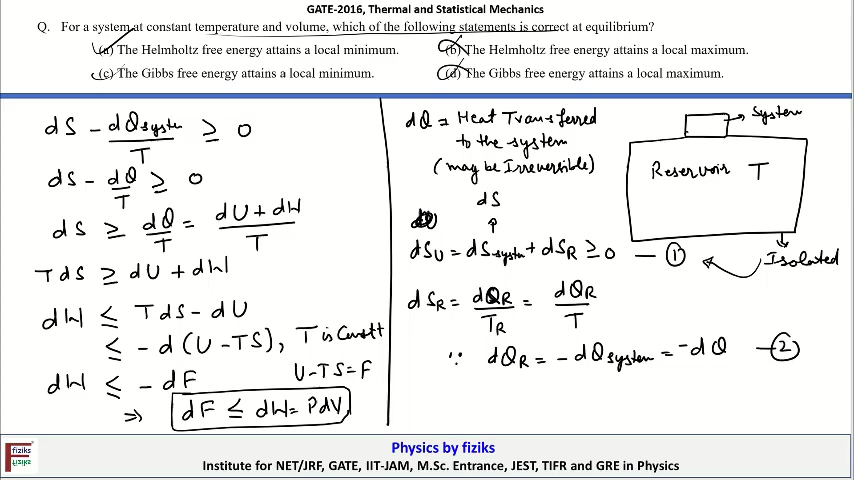 GATE-2016, Thermal and Statistical Mechanics
Q. For a system at constant temperature and volume, which of the following statements is correct at equilibrium?
(a) The Helmholtz free energy attains a local minimum. (b) The Helmholtz free energy attains a local maximum.
(c) The Gibbs free energy attains a local minimum. (d) The Gibbs free energy attains a local maximum.
dS - dQsystm/T ≥ 0
dS - dQ/T ≥ 0
dS ≥ dQ/T = dU + dW/T
TdS ≥ dU + dW
dW ≤ TdS - dU
≤ -d(U-TS), T is constt
dW ≤ -dF U-TS=F
⇒ dF ≤ dW = PdV
dQ = Heat Transferred
to the system
(may be Irreversible)
dS
↑
dSU = dSsystm + dSR ≥ 0 — ①
dSR = dQR/TR = dQR/T
∵ dQR = -dQsystem = -dQ — ②
System
Reservoir T
Isolated
fiziks
Physics by fiziks
Institute for NET/JRF, GATE, IIT-JAM, M.Sc. Entrance, JEST, TIFR and GRE in Physics